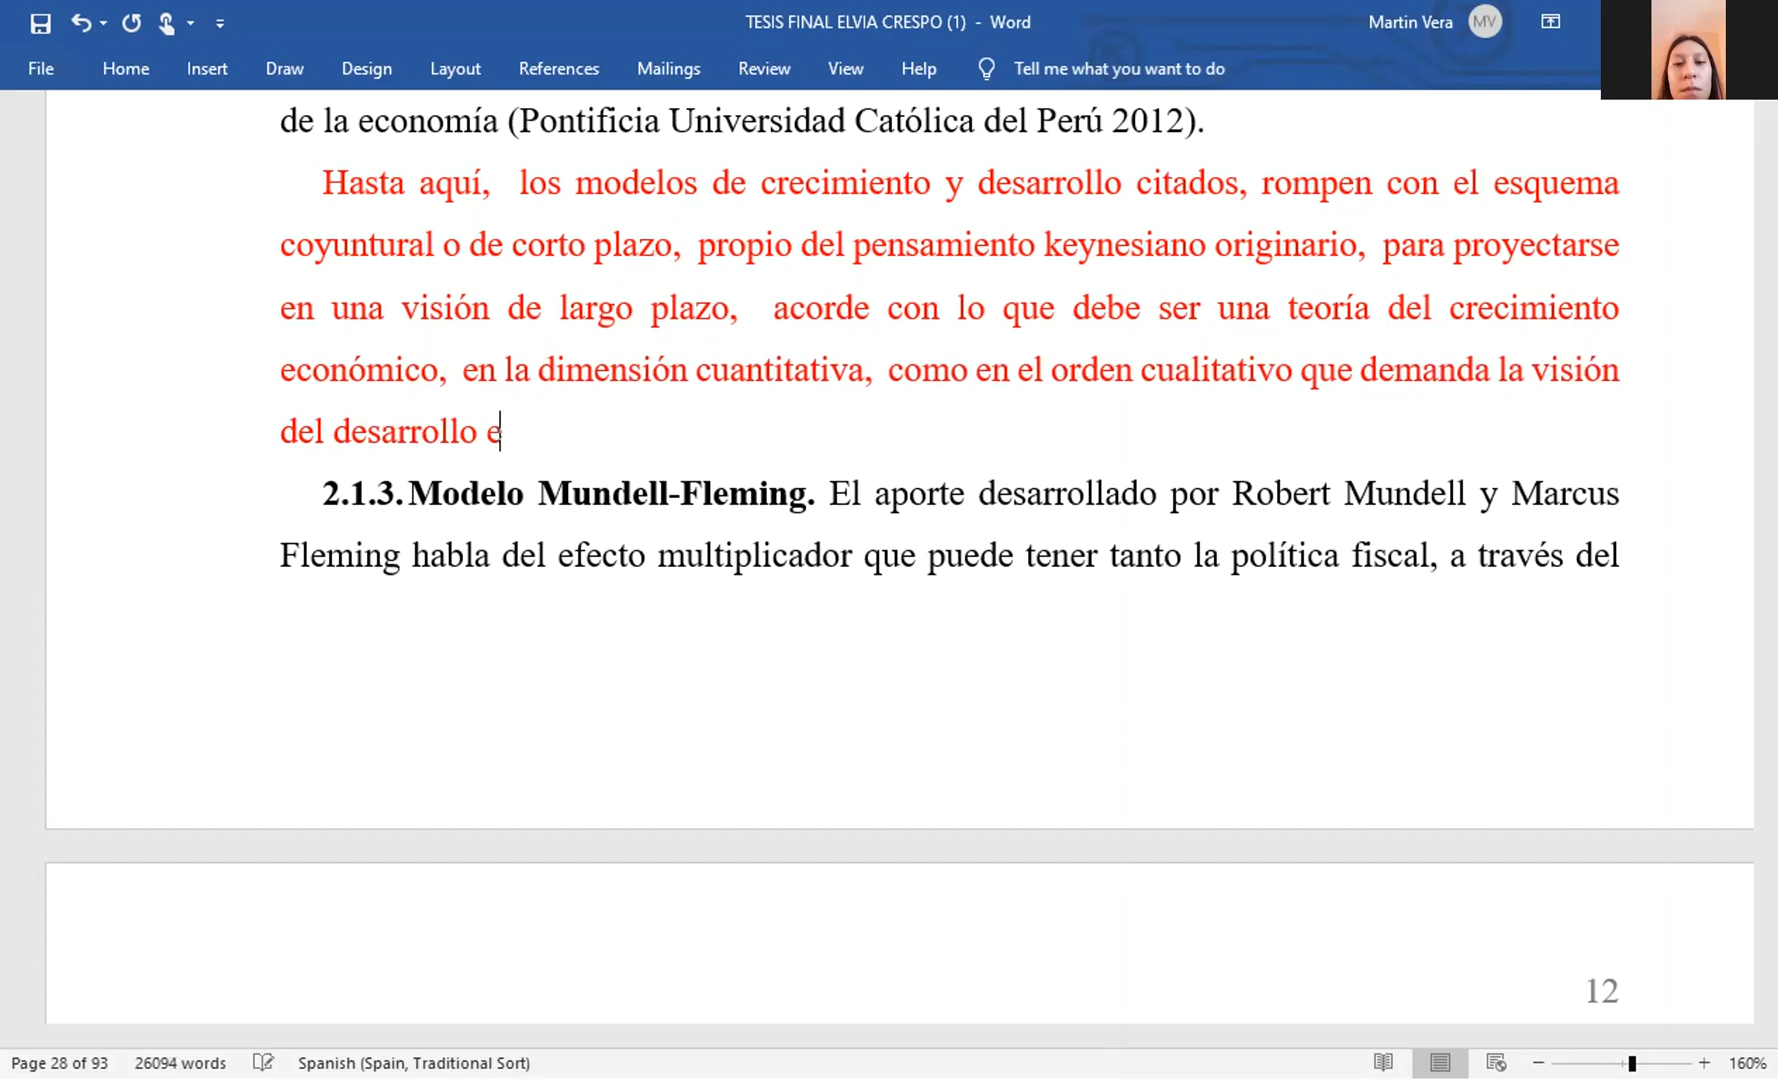 TESIS FINAL ELVIA CRESPO (1) - Word
Martin Vera
MV
File Home Insert Draw Design Layout References Mailings Review View Help Tell me what you want to do
de la economía (Pontificia Universidad Católica del Perú 2012).
Hasta aquí, los modelos de crecimiento y desarrollo citados, rompen con el esquema
coyuntural o de corto plazo, propio del pensamiento keynesiano originario, para proyectarse
en una visión de largo plazo, acorde con lo que debe ser una teoría del crecimiento
económico, en la dimensión cuantitativa, como en el orden cualitativo que demanda la visión
del desarrollo e
2.1.3. Modelo Mundell-Fleming. El aporte desarrollado por Robert Mundell y Marcus
Fleming habla del efecto multiplicador que puede tener tanto la política fiscal, a través del
12
Page 28 of 93 26094 words Spanish (Spain, Traditional Sort) 160%